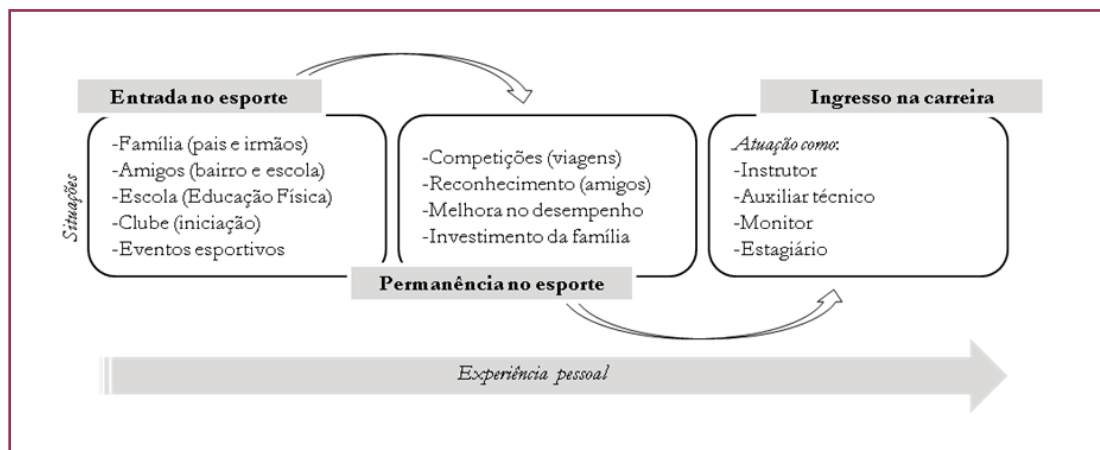 Entrada no esporte
Ingresso na carreira
Situações
-Família (pais e irmãos)
-Amigos (bairro e escola)
-Escola (Educação Física)
-Clube (iniciação)
-Eventos esportivos
-Competições (viagens)
-Reconhecimento (amigos)
-Melhora no desempenho
-Investimento da família
Permanência no esporte
Atuação como:
-Instrutor
-Auxiliar técnico
-Monitor
-Estagiário
Experiência pessoal